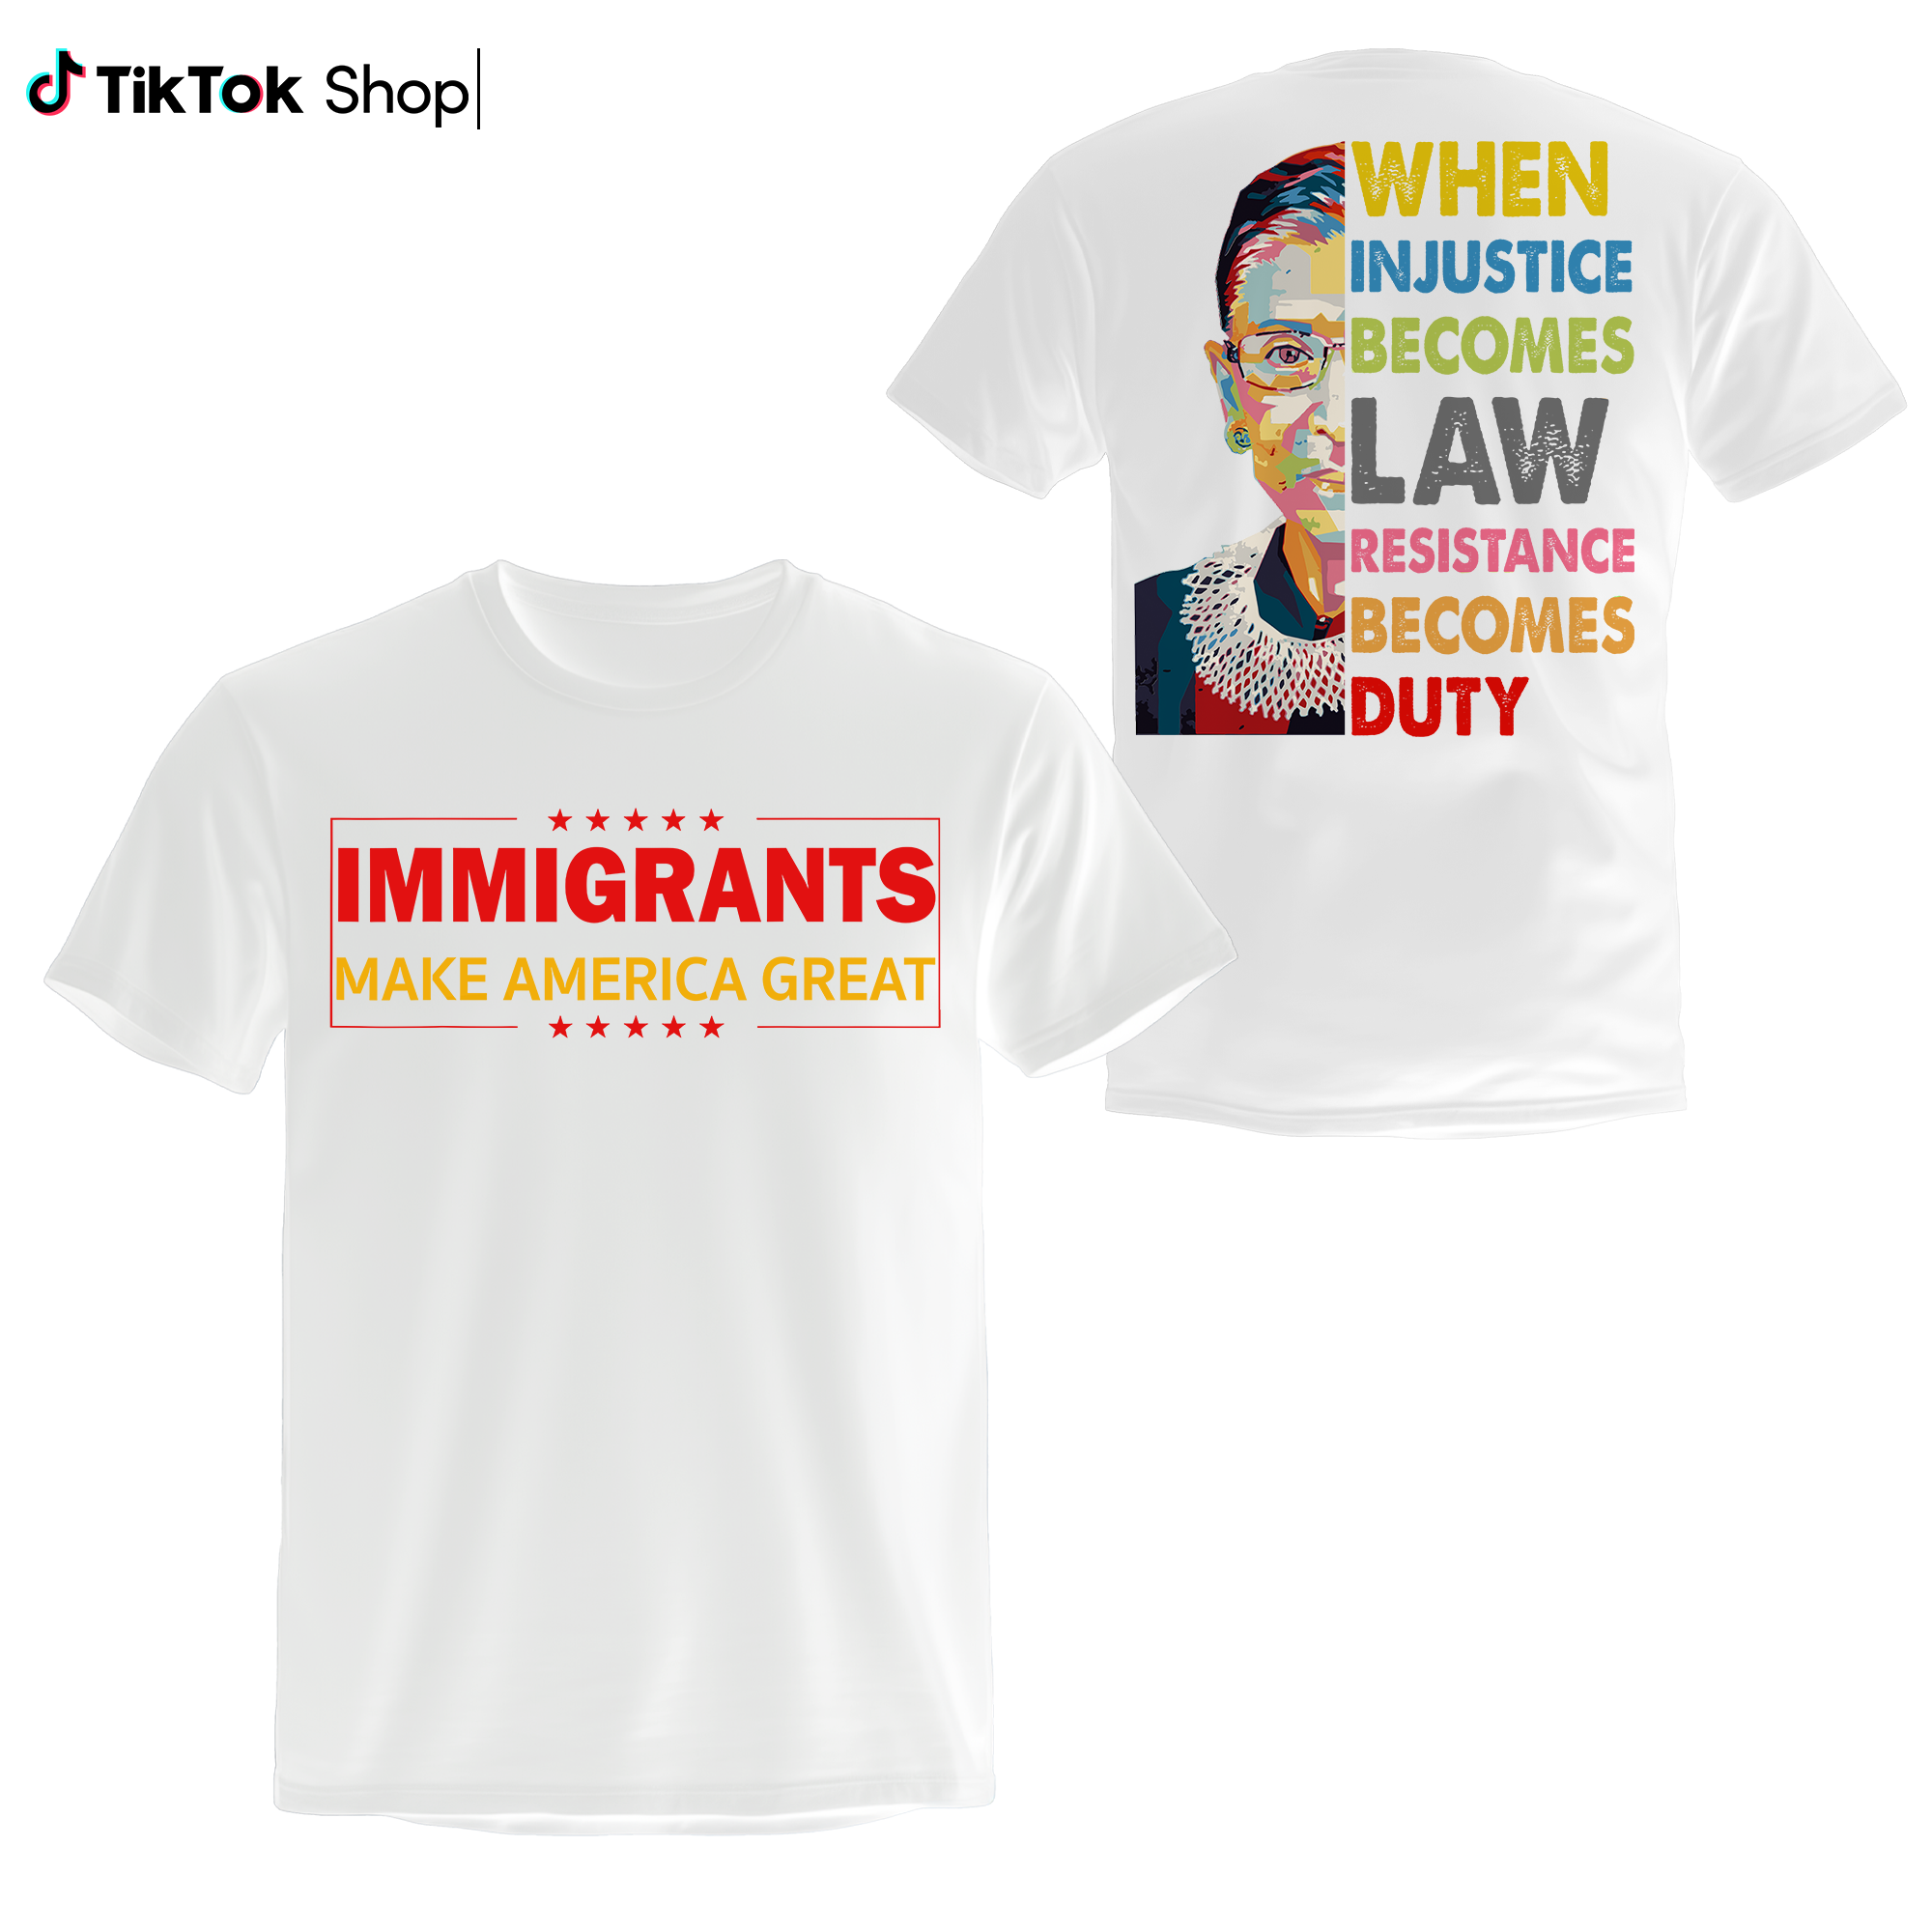 TikTok Shop
WHEN
INJUSTICE
BECOMES
LAW
RESISTANCE
BECOMES
DUTY
IMMIGRANTS
MAKE AMERICA GREAT